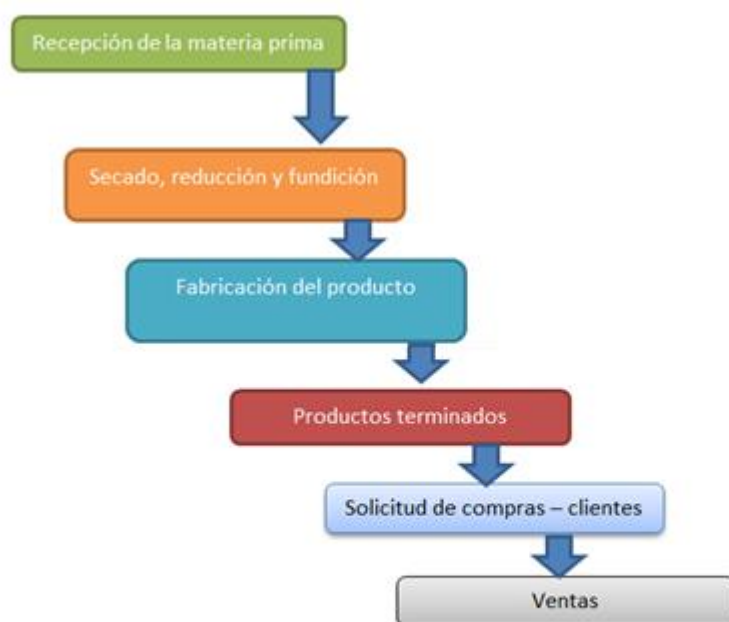 Recepción de la materia prima
Secado, reducción y fundición
Fabricación del producto
Productos terminados
Solicitud de compras – clientes
Ventas